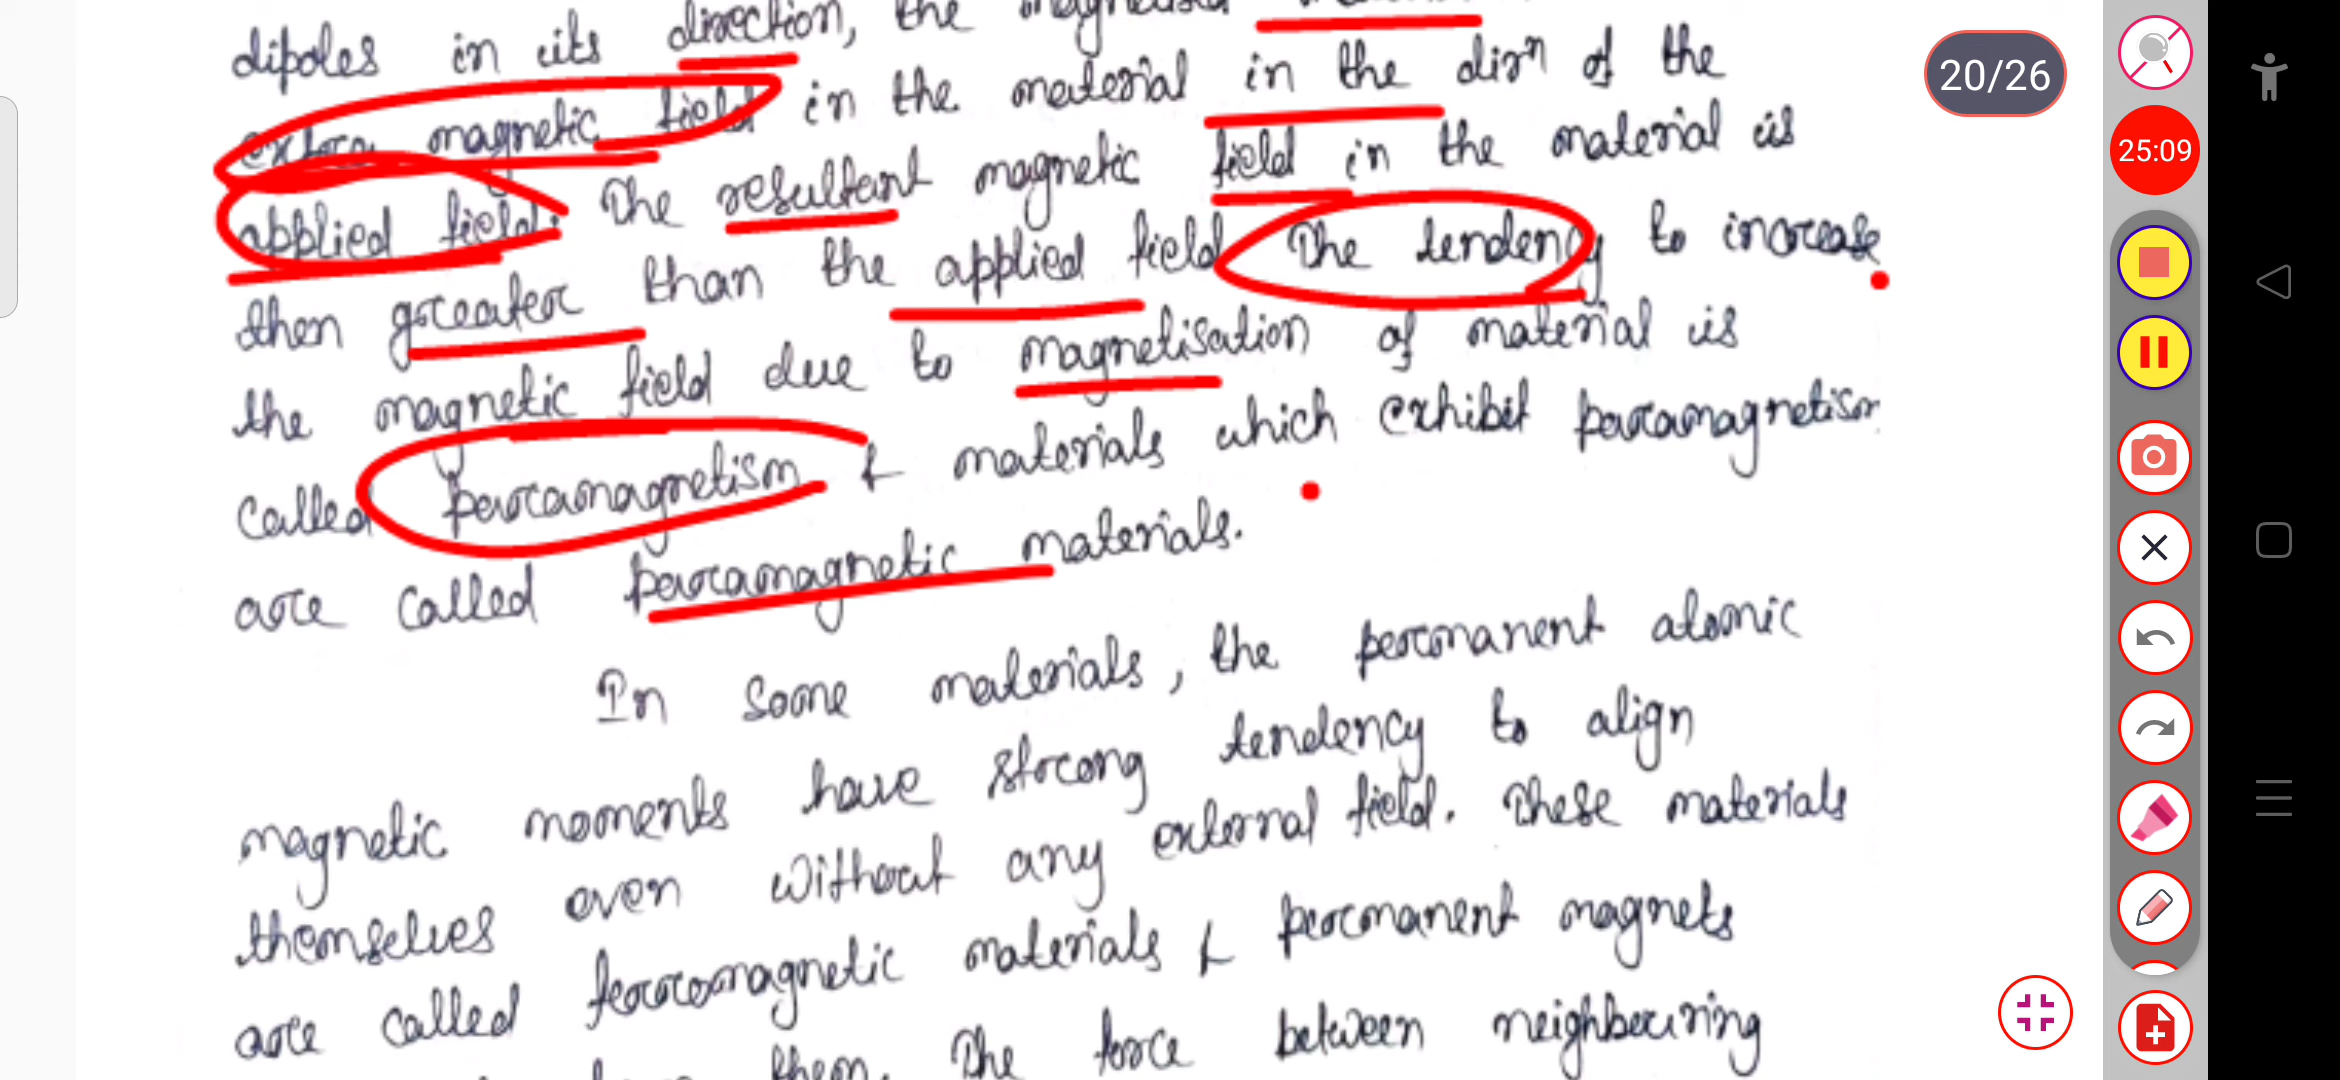 dipoles in its direction, the
extra magnetic field in the material in the dirn of the
applied field. The resultant magnetic field in the material is
then greater than the applied field. The tendency to increase
the magnetic field due to magnetisation of material is
called paramagnetism & materials which exhibit paramagnetism
are called paramagnetic materials.
In some materials, the permanent atomic
magnetic moments have strong tendency to align
themselves even without any external field. These materials
are called ferromagnetic materials & permanent magnets
them. The force between neighbouring
20/26
25:09